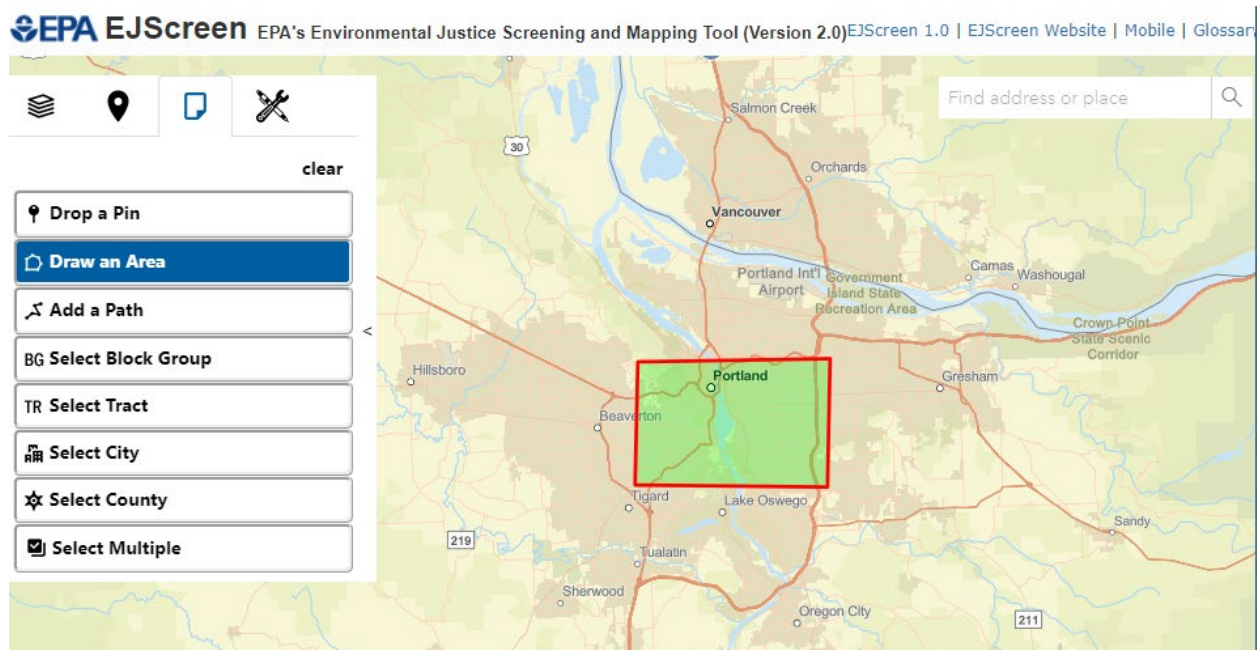 EPA EJScreen EPA's Environmental Justice Screening and Mapping Tool (Version 2.0) EJScreen 1.0 | EJScreen Website | Mobile | Glossary
Find address or place
clear
Drop a Pin
Draw an Area
Add a Path
BG Select Block Group
TR Select Tract
Select City
Select County
Select Multiple
<
Salmon Creek
30
Orchards
Vancouver
Portland Int'l
Airport
Government
Island State
Recreation Area
Camas
Washougal
Crown Point
State Scenic
Corridor
Hillsboro
Portland
Gresham
Beaverton
Tigard
Lake Oswego
Sandy
219
Tualatin
Sherwood
Oregon City
211